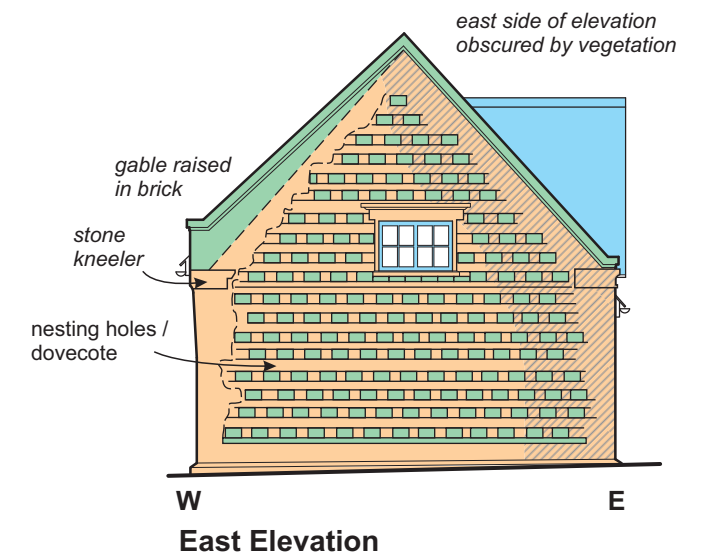 east side of elevation
obscured by vegetation
gable raised
in brick
stone
kneeler
nesting holes /
dovecote
W
E
East Elevation